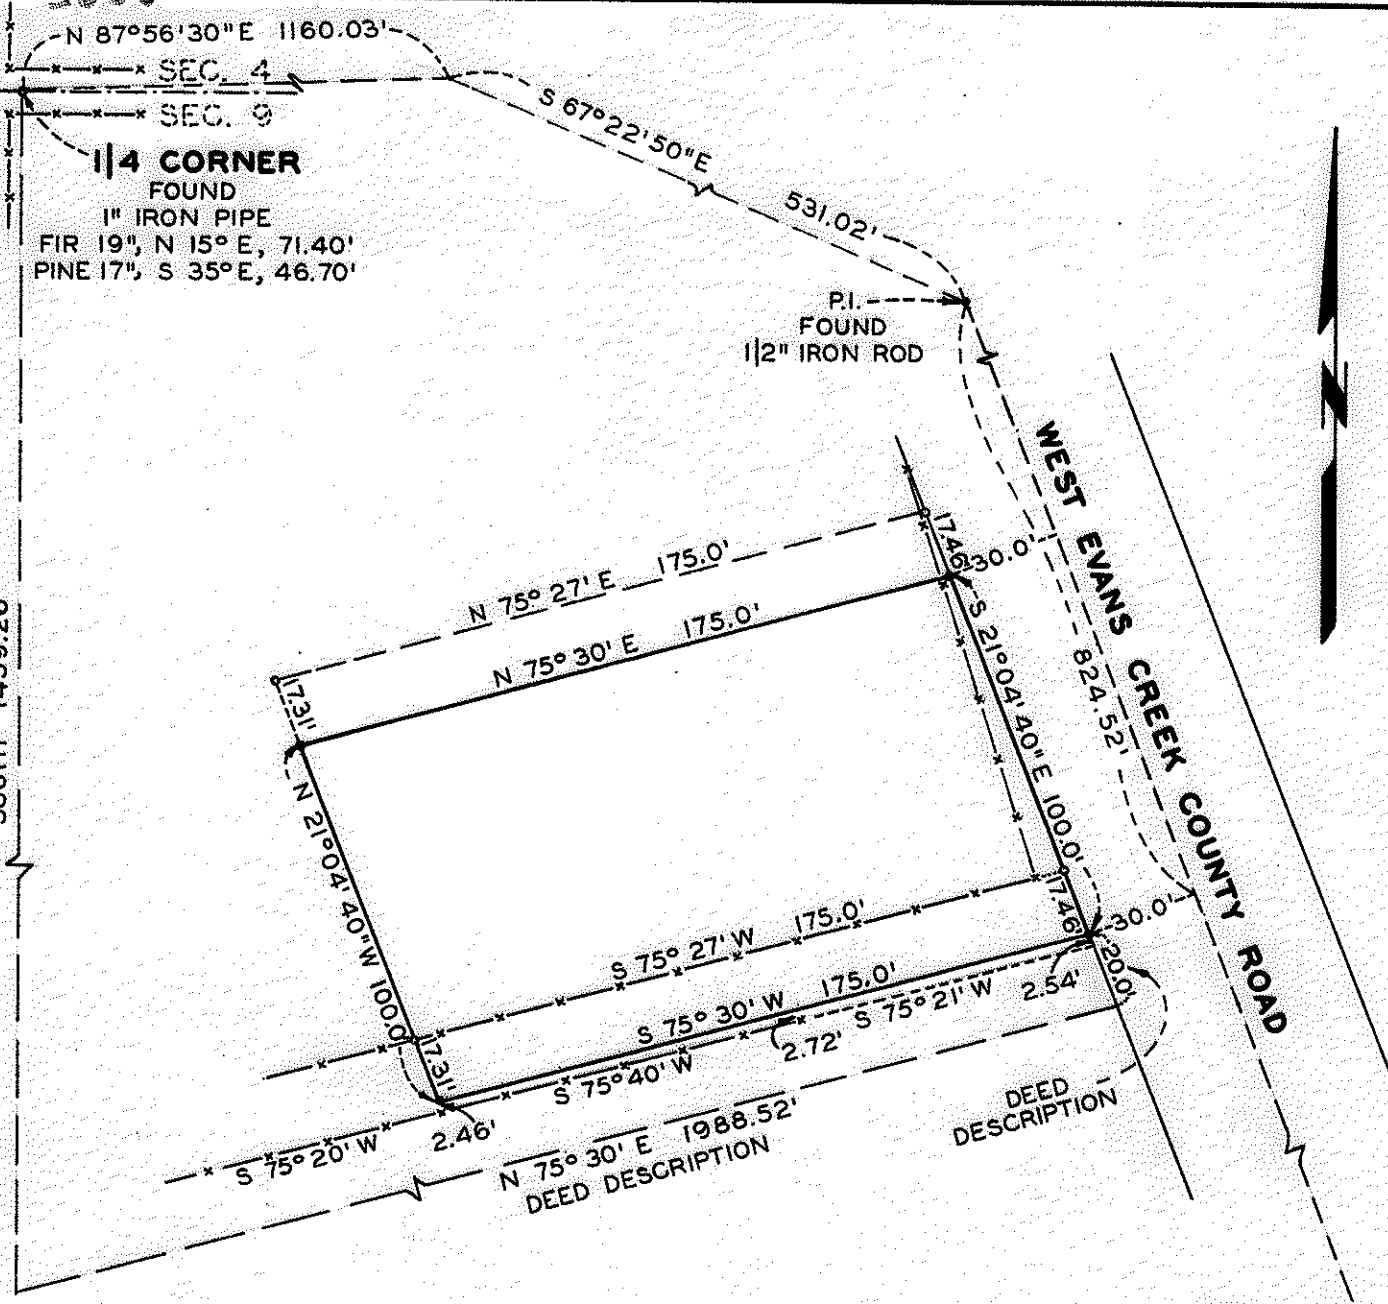 N 87°56'30" E 1160.03'
SEC. 4
SEC. 9
1/4 CORNER
FOUND
1" IRON PIPE
FIR 19", N 15° E, 71.40'
PINE 17", S 35° E, 46.70'
S 67°22'50" E
531.02'
P.I.
FOUND
1/2" IRON ROD
WEST EVANS CREEK COUNTY ROAD
N 75° 27' E 175.0'
17.46'
30.0'
N 75° 30' E 175.0'
17.31'
S 21°04'40" E 100.0'
824.52'
N 21°04'40" W 100.0'
S 75° 27' W 175.0'
17.46'
30.0'
S 75° 30' W 175.0'
20.0'
S 75° 21' W
2.54'
2.72'
17.31'
S 75° 40' W
2.46'
S 75° 20' W
N 75° 30' E 1988.52'
DEED DESCRIPTION
DEED
DESCRIPTION